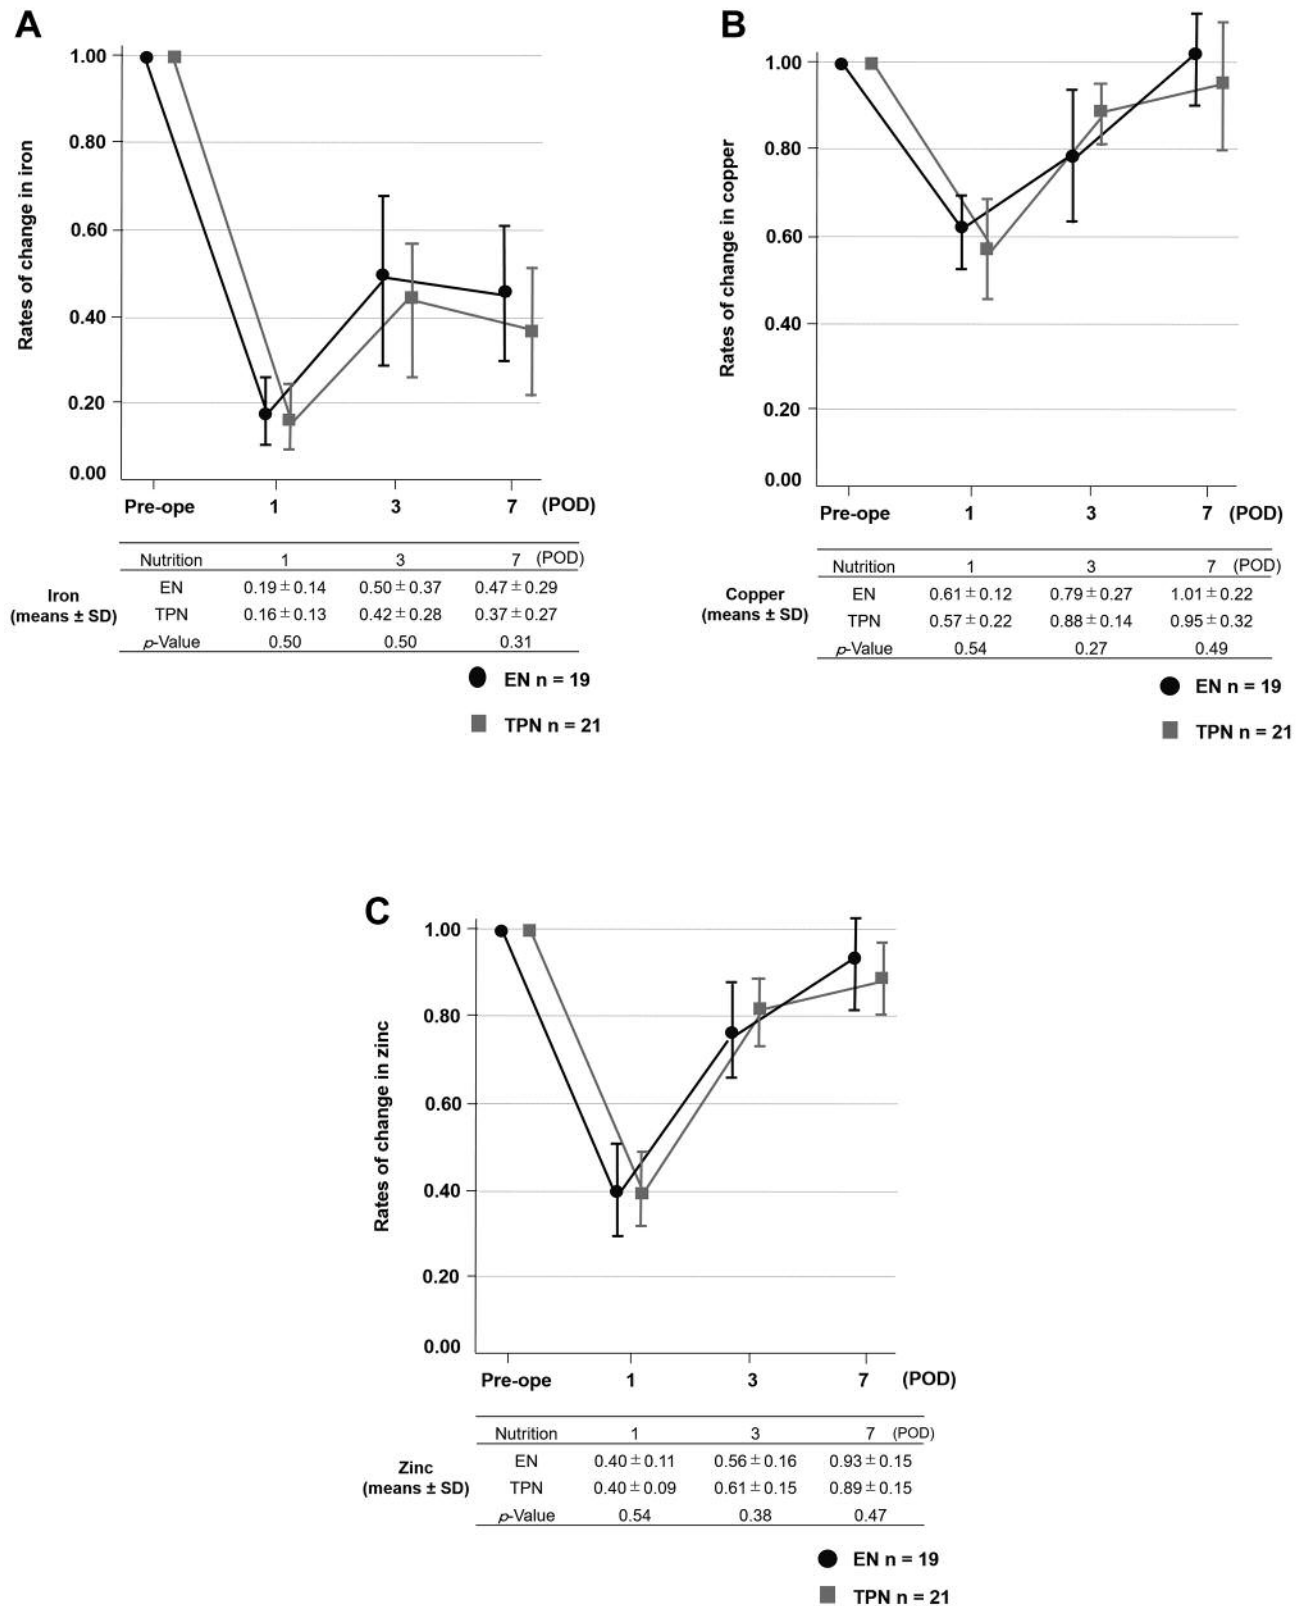 A
Rates of change in iron
1.00
0.80
0.60
0.40
0.20
0.00
Pre-ope 1 3 7 (POD)
Nutrition 1 3 7 (POD)
Iron
(means ± SD)
EN 0.19 ± 0.14 0.50 ± 0.37 0.47 ± 0.29
TPN 0.16 ± 0.13 0.42 ± 0.28 0.37 ± 0.27
p-Value 0.50 0.50 0.31
EN n = 19
TPN n = 21
B
Rates of change in copper
1.00
0.80
0.60
0.40
0.20
0.00
Pre-ope 1 3 7 (POD)
Nutrition 1 3 7 (POD)
Copper
(means ± SD)
EN 0.61 ± 0.12 0.79 ± 0.27 1.01 ± 0.22
TPN 0.57 ± 0.22 0.88 ± 0.14 0.95 ± 0.32
p-Value 0.54 0.27 0.49
EN n = 19
TPN n = 21
C
Rates of change in zinc
1.00
0.80
0.60
0.40
0.20
0.00
Pre-ope 1 3 7 (POD)
Nutrition 1 3 7 (POD)
Zinc
(means ± SD)
EN 0.40 ± 0.11 0.56 ± 0.16 0.93 ± 0.15
TPN 0.40 ± 0.09 0.61 ± 0.15 0.89 ± 0.15
p-Value 0.54 0.38 0.47
EN n = 19
TPN n = 21